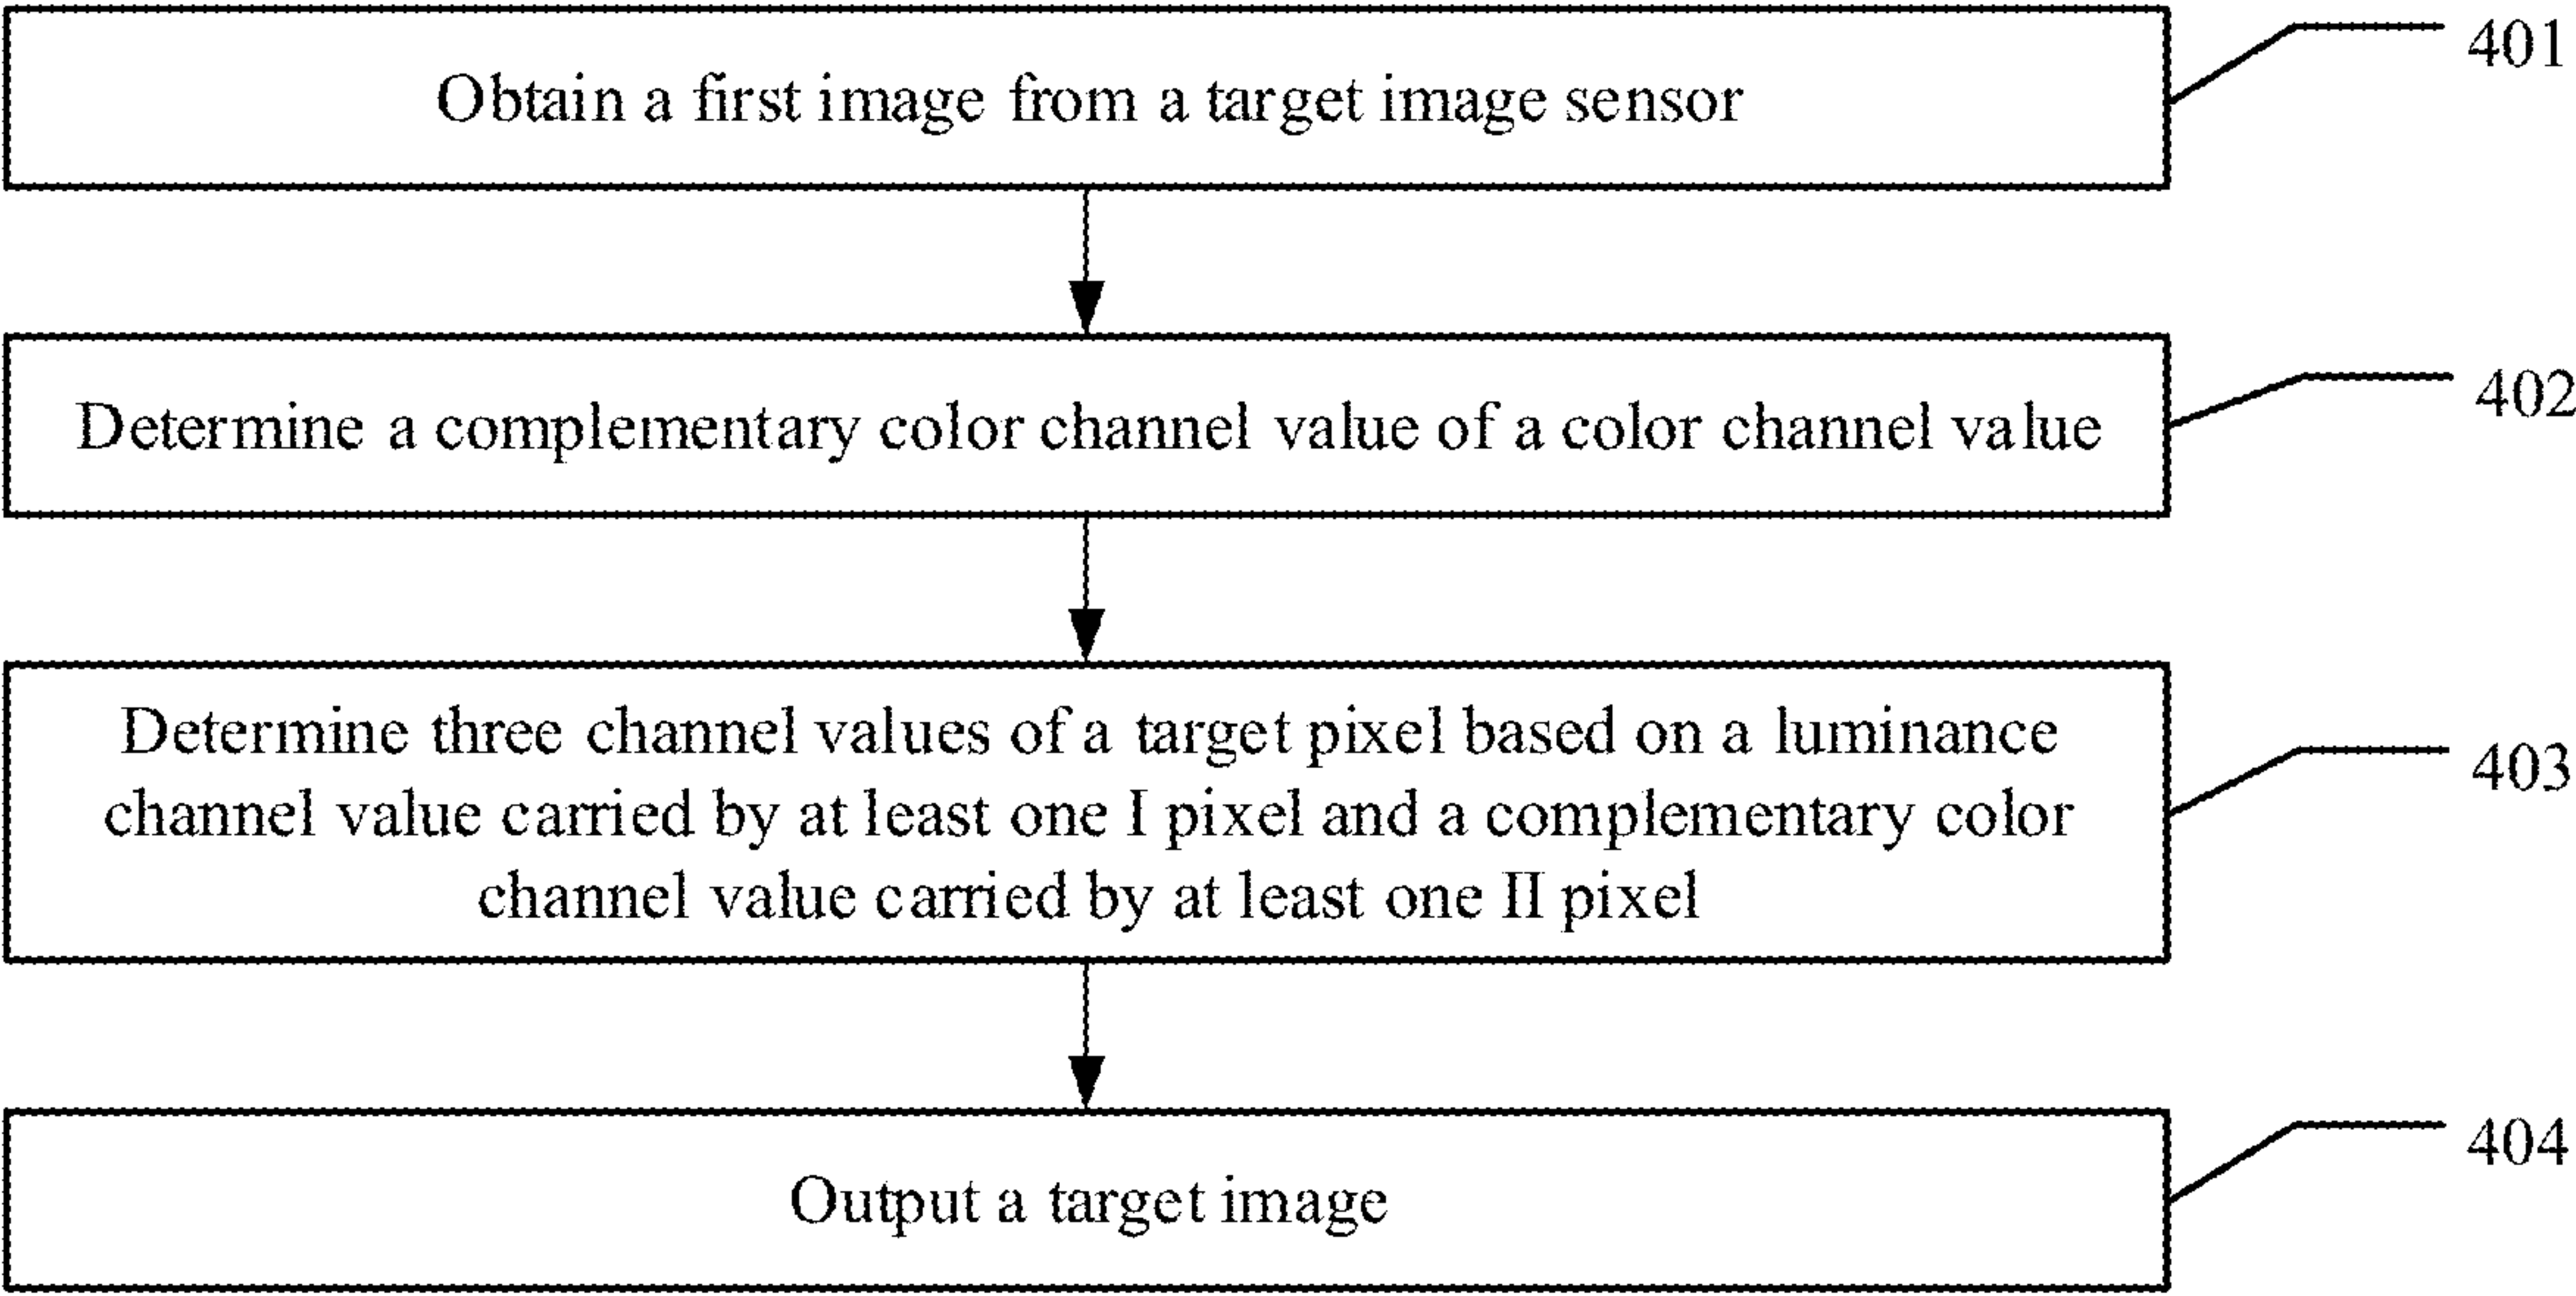 Obtain a first image from a target image sensor
401
Determine a complementary color channel value of a color channel value
402
Determine three channel values of a target pixel based on a luminance
channel value carried by at least one I pixel and a complementary color
channel value carried by at least one II pixel
403
Output a target image
404